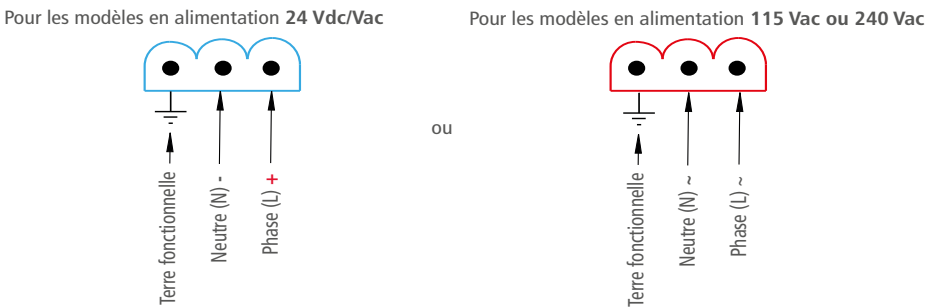 Pour les modèles en alimentation 24 Vdc/Vac
Terre fonctionnelle
Neutre (N) -
Phase (L) +
ou
Pour les modèles en alimentation 115 Vac ou 240 Vac
Terre fonctionnelle
Neutre (N) ~
Phase (L) ~